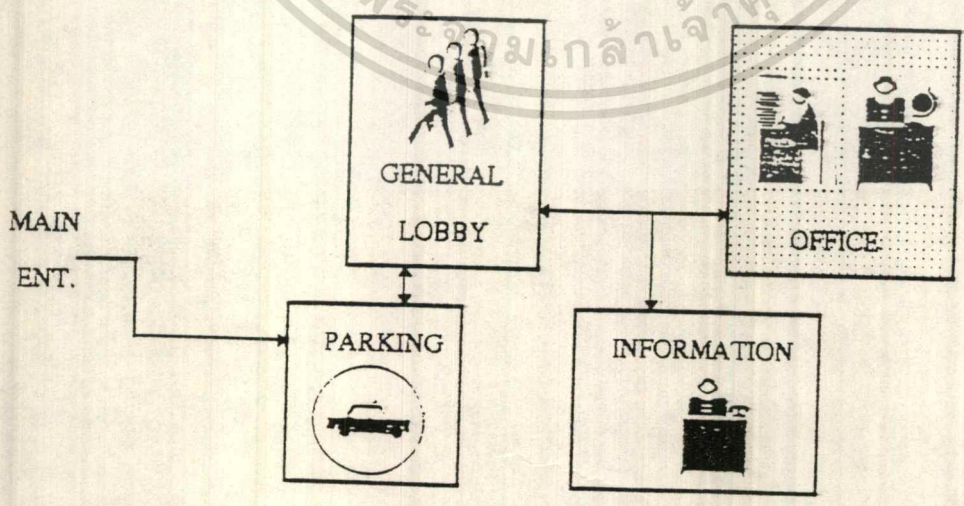 GENERAL
LOBBY
OFFICE
MAIN
ENT.
PARKING
INFORMATION